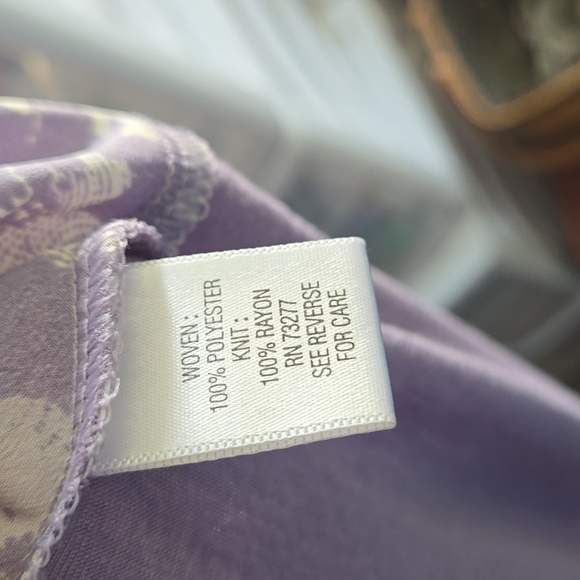 WOVEN :
100% POLYESTER
KNIT :
100% RAYON
RN 73277
SEE REVERSE
FOR CARE